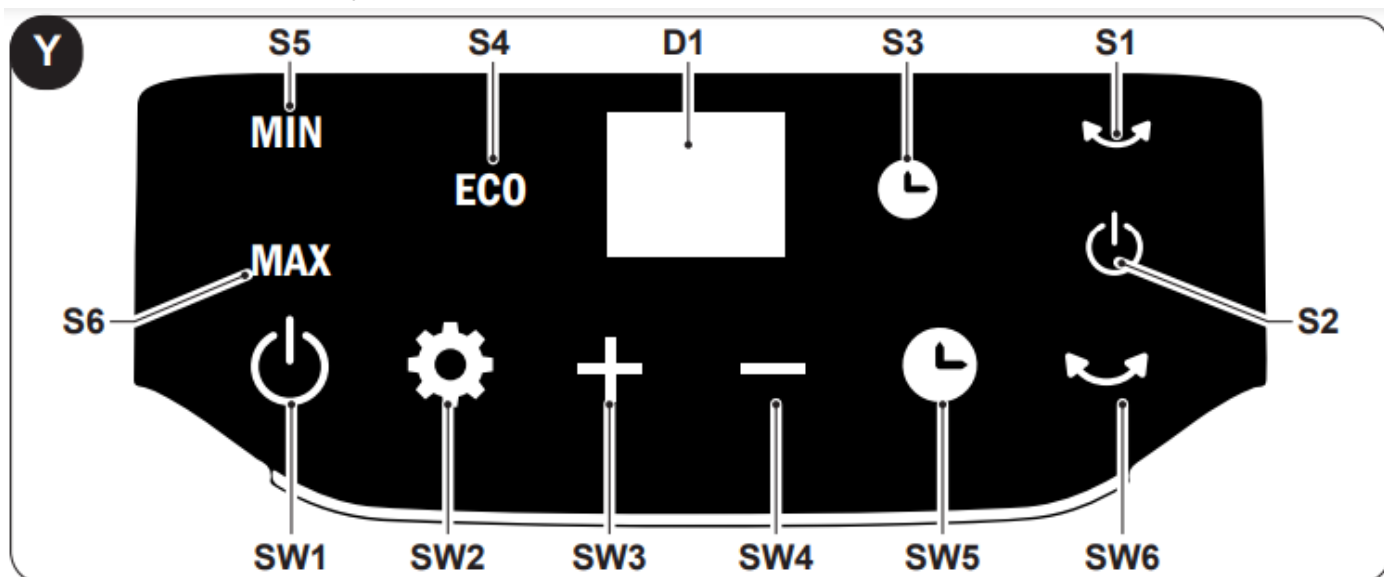 Y
S5 S4 D1 S3 S1
MIN
ECO
MAX
S6 S2
SW1 SW2 SW3 SW4 SW5 SW6